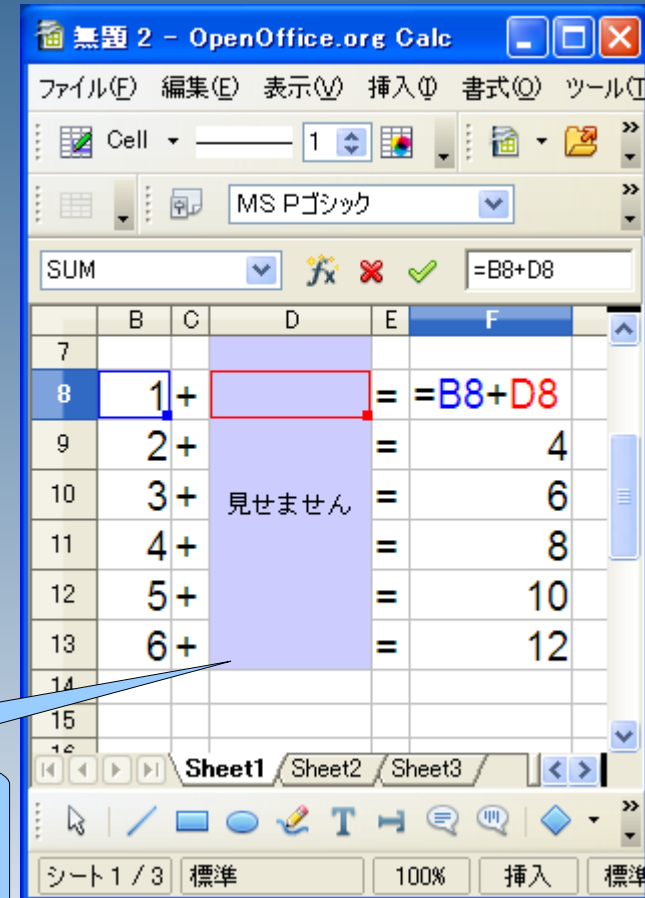 無題 2 - OpenOffice.org Calc
ファイル(F) 編集(E) 表示(V) 挿入(I) 書式(O) ツール(T
Cell 1
MS Pゴシック
SUM =B8+D8
B C D E F
7
8 1 + = =B8+D8
9 2 + = 4
10 3 + 見せません = 6
11 4 + = 8
12 5 + = 10
13 6 + = 12
14
15
16
Sheet1 Sheet2 Sheet3
シート 1 / 3 標準 100% 挿入 標準